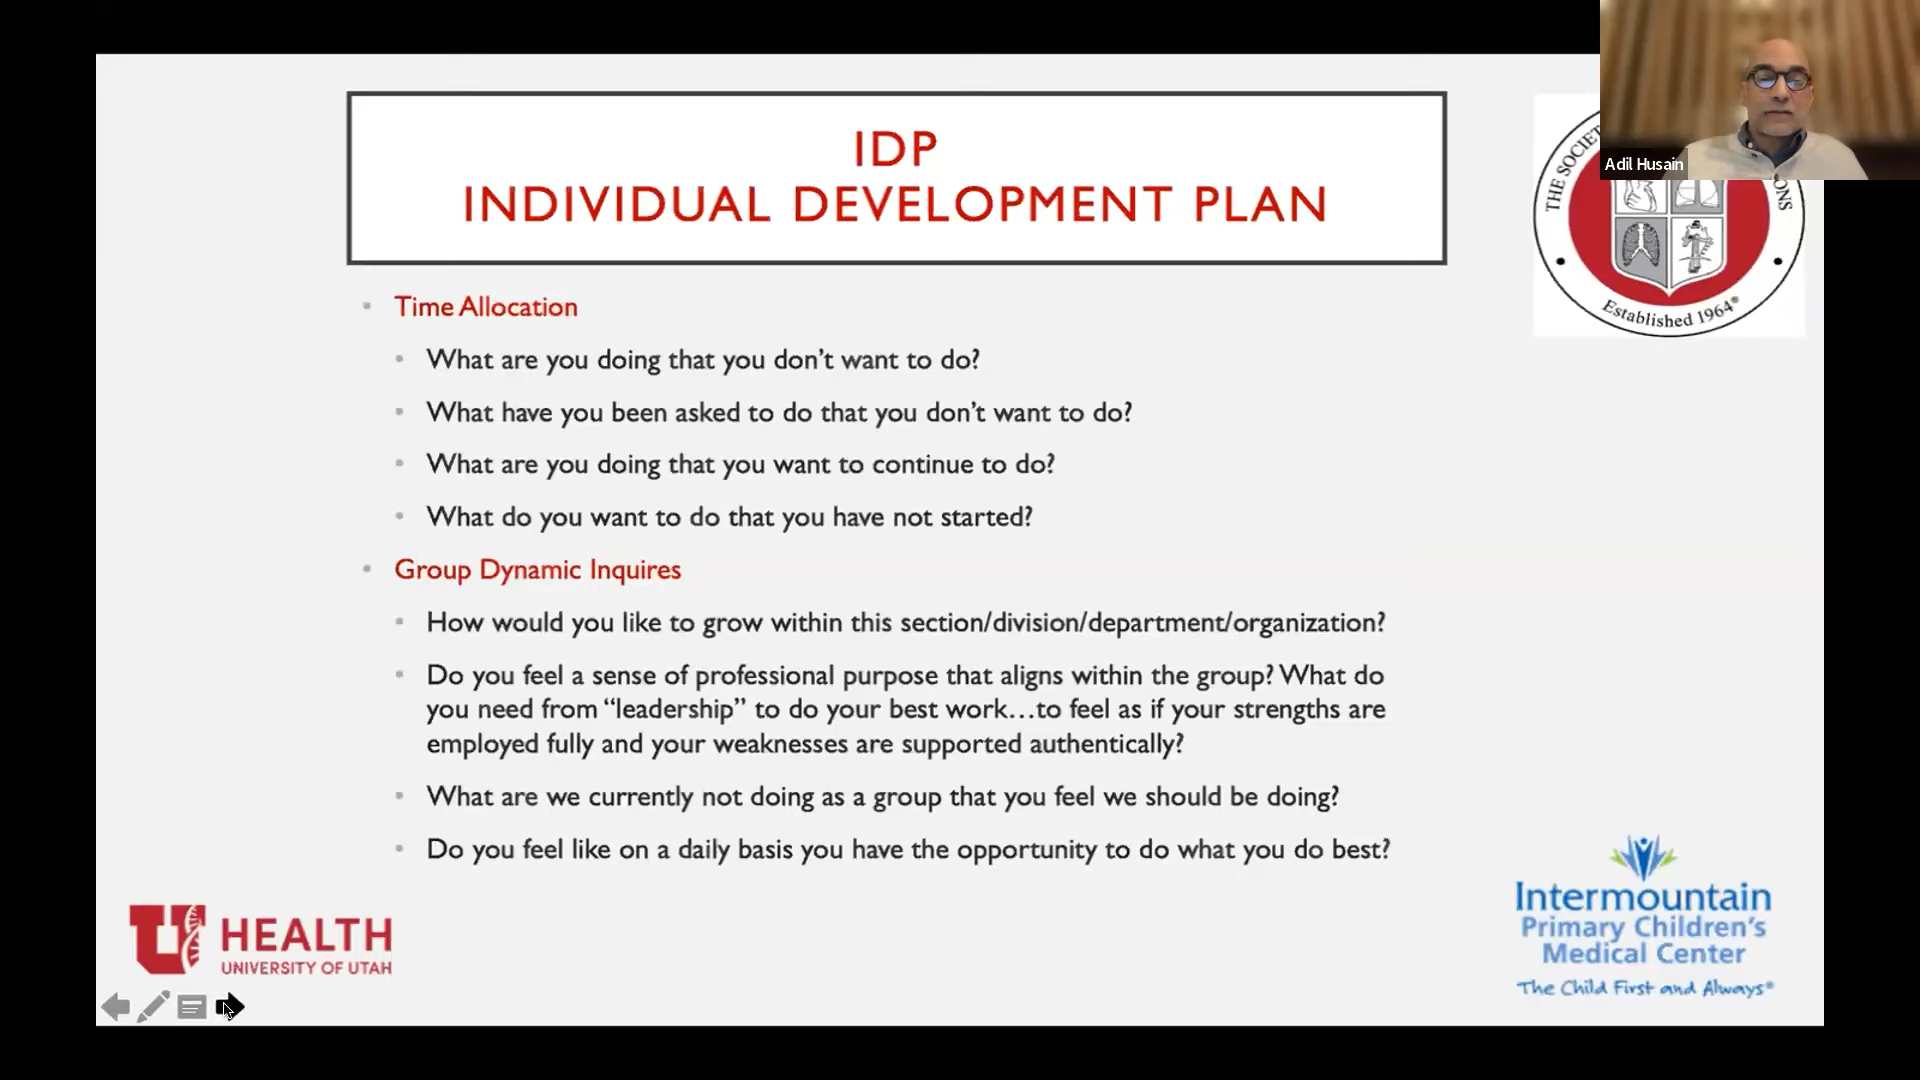 IDP
INDIVIDUAL DEVELOPMENT PLAN
Adil Husain
THE SOCIET
ONS
Established 1964®
Time Allocation
What are you doing that you don’t want to do?
What have you been asked to do that you don’t want to do?
What are you doing that you want to continue to do?
What do you want to do that you have not started?
Group Dynamic Inquires
How would you like to grow within this section/division/department/organization?
Do you feel a sense of professional purpose that aligns within the group? What do
you need from “leadership” to do your best work…to feel as if your strengths are
employed fully and your weaknesses are supported authentically?
What are we currently not doing as a group that you feel we should be doing?
Do you feel like on a daily basis you have the opportunity to do what you do best?
U HEALTH
UNIVERSITY OF UTAH
Intermountain
Primary Children’s
Medical Center
The Child First and Always®